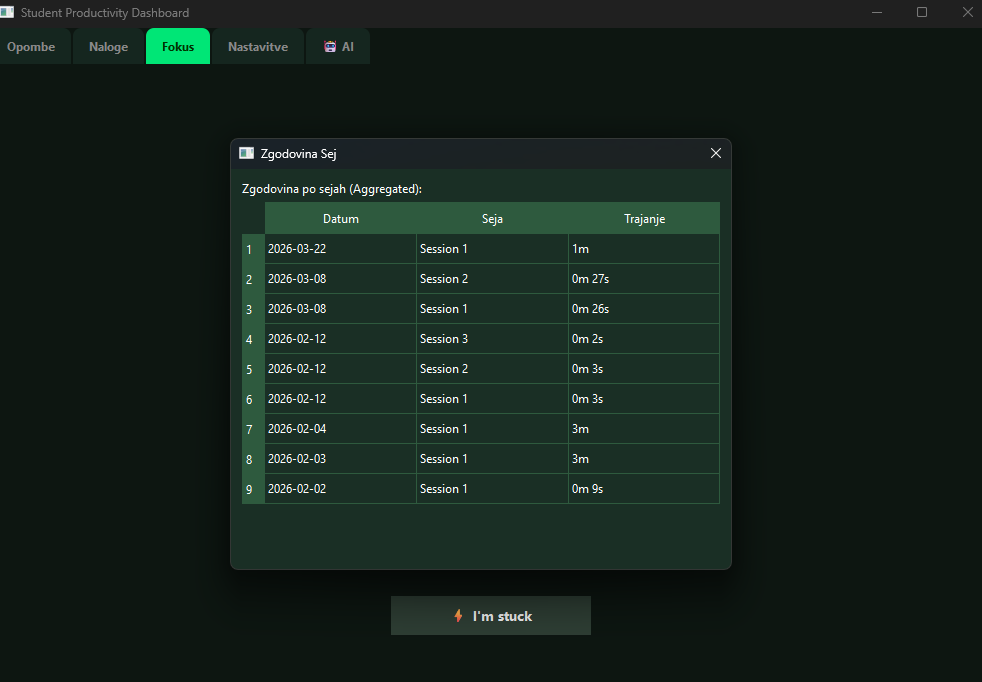 Student Productivity Dashboard
Opombe Naloge Fokus Nastavitve AI
Zgodovina Sej
Zgodovina po sejah (Aggregated):
Datum Seja Trajanje
1 2026-03-22 Session 1 1m
2 2026-03-08 Session 2 0m 27s
3 2026-03-08 Session 1 0m 26s
4 2026-02-12 Session 3 0m 2s
5 2026-02-12 Session 2 0m 3s
6 2026-02-12 Session 1 0m 3s
7 2026-02-04 Session 1 3m
8 2026-02-03 Session 1 3m
9 2026-02-02 Session 1 0m 9s
I'm stuck